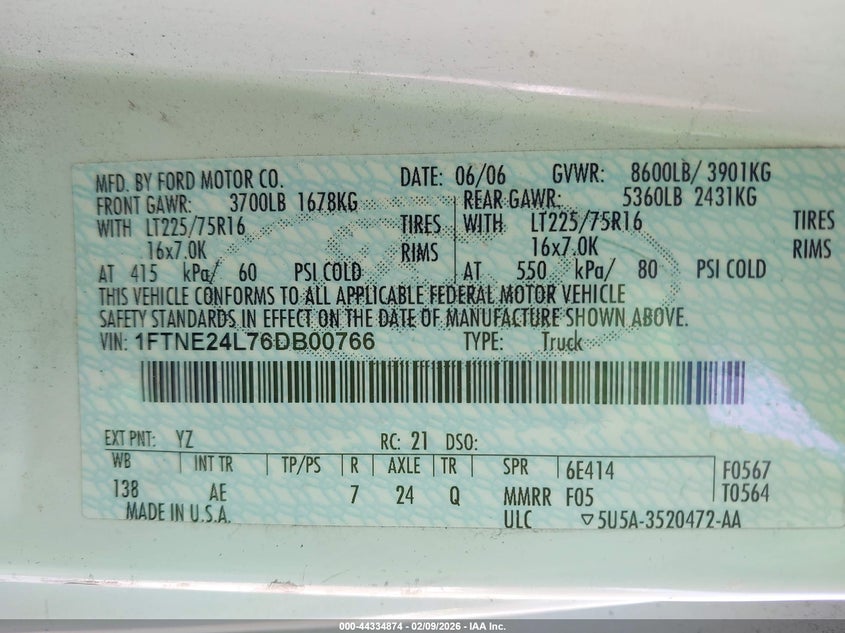 MFD. BY FORD MOTOR CO. DATE: 06/06 GVWR: 8600LB/ 3901KG
FRONT GAWR: 3700LB 1678KG REAR GAWR: 5360LB 2431KG
WITH LT225/75R16 TIRES WITH LT225/75R16 TIRES
16x7.0K RIMS 16x7.0K RIMS
AT 415 kPa/ 60 PSI COLD AT 550 kPa/ 80 PSI COLD
THIS VEHICLE CONFORMS TO ALL APPLICABLE FEDERAL MOTOR VEHICLE
SAFETY STANDARDS IN EFFECT ON THE DATE OF MANUFACTURE SHOWN ABOVE.
VIN: 1FTNE24L76DB00766 TYPE: Truck
EXT PNT: YZ RC: 21 DSO:
WB INT TR TP/PS R AXLE TR SPR 6E414 F0567
138 AE 7 24 Q MMRR F05 T0564
MADE IN U.S.A. ULC ▽5U5A-3520472-AA
000-44334874 | 02/09/2026 - IAA Inc.